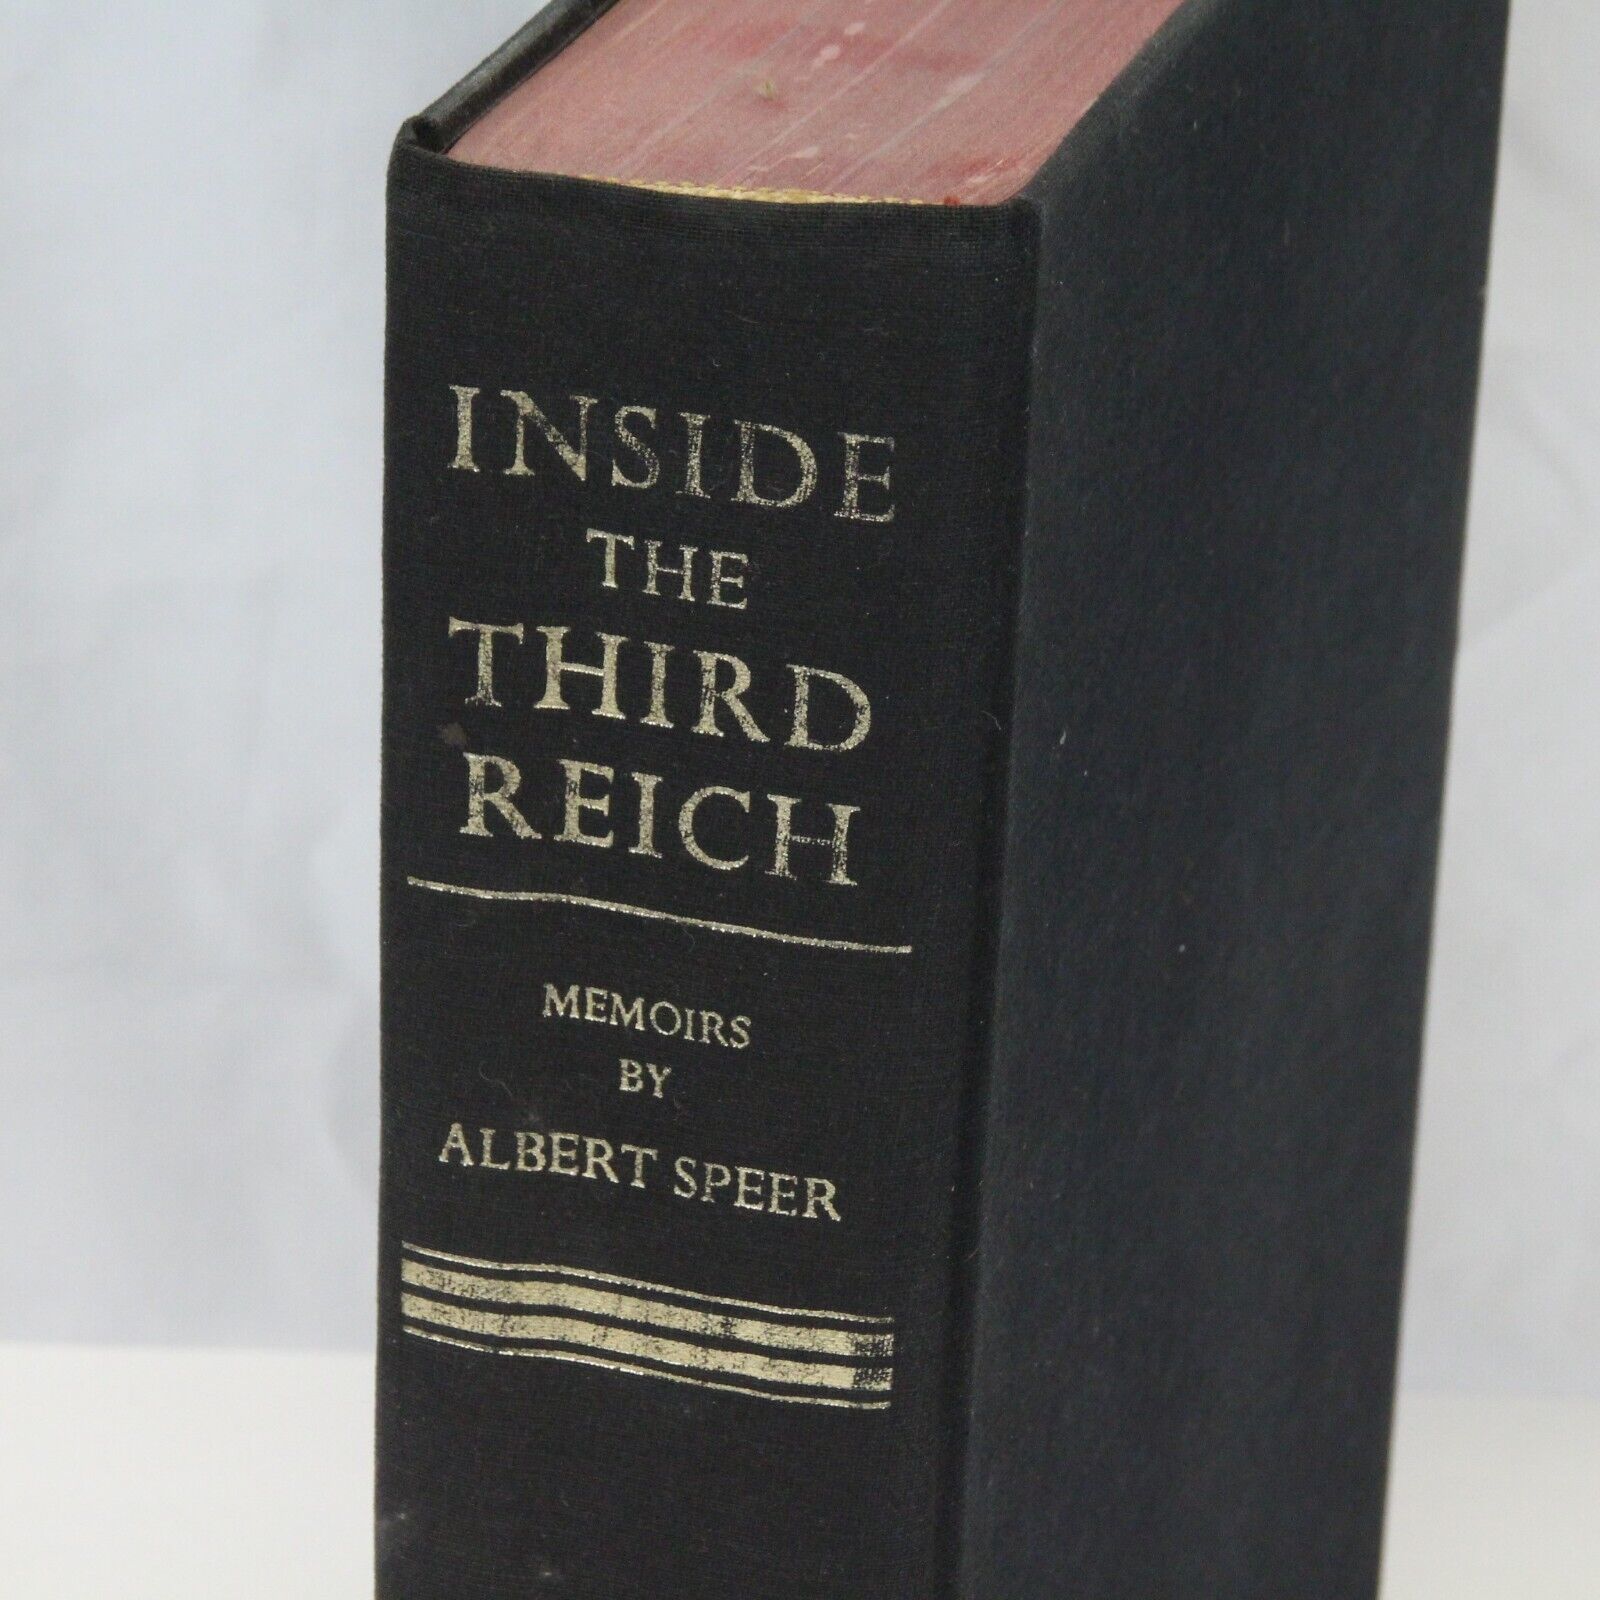 INSIDE
THE
THIRD
REICH
MEMOIRS
BY
ALBERT SPEER